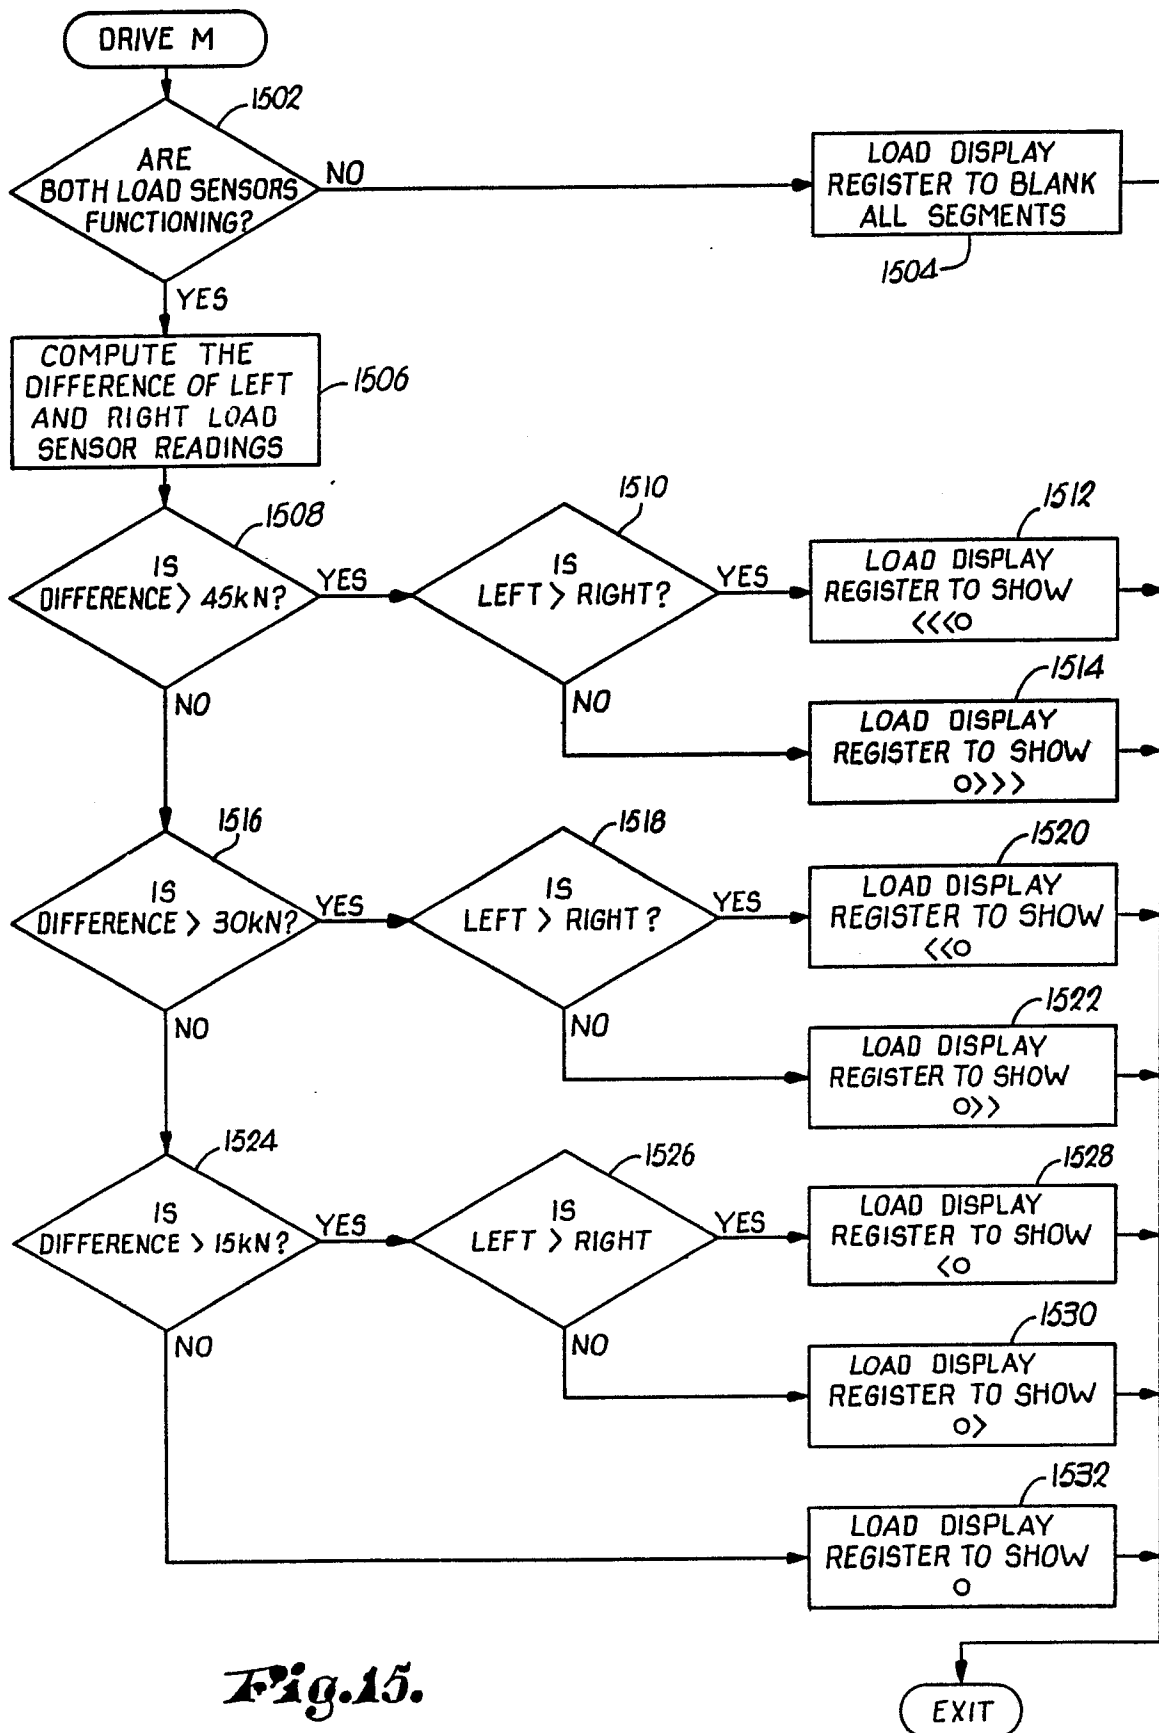 DRIVE M
1502
ARE
BOTH LOAD SENSORS
FUNCTIONING?
NO
LOAD DISPLAY
REGISTER TO BLANK
ALL SEGMENTS
1504
YES
COMPUTE THE
DIFFERENCE OF LEFT
AND RIGHT LOAD
SENSOR READINGS
1506
1508
IS
DIFFERENCE > 45kN?
YES
1510
IS
LEFT > RIGHT?
YES
1512
LOAD DISPLAY
REGISTER TO SHOW
<<<O
NO
NO
1514
LOAD DISPLAY
REGISTER TO SHOW
O>>>
1516
IS
DIFFERENCE > 30kN?
YES
1518
IS
LEFT > RIGHT?
YES
1520
LOAD DISPLAY
REGISTER TO SHOW
<<O
NO
NO
1522
LOAD DISPLAY
REGISTER TO SHOW
O>>
1524
IS
DIFFERENCE > 15kN?
YES
1526
IS
LEFT > RIGHT
YES
1528
LOAD DISPLAY
REGISTER TO SHOW
<O
NO
NO
1530
LOAD DISPLAY
REGISTER TO SHOW
O>
1532
LOAD DISPLAY
REGISTER TO SHOW
O
Fig.15.
EXIT